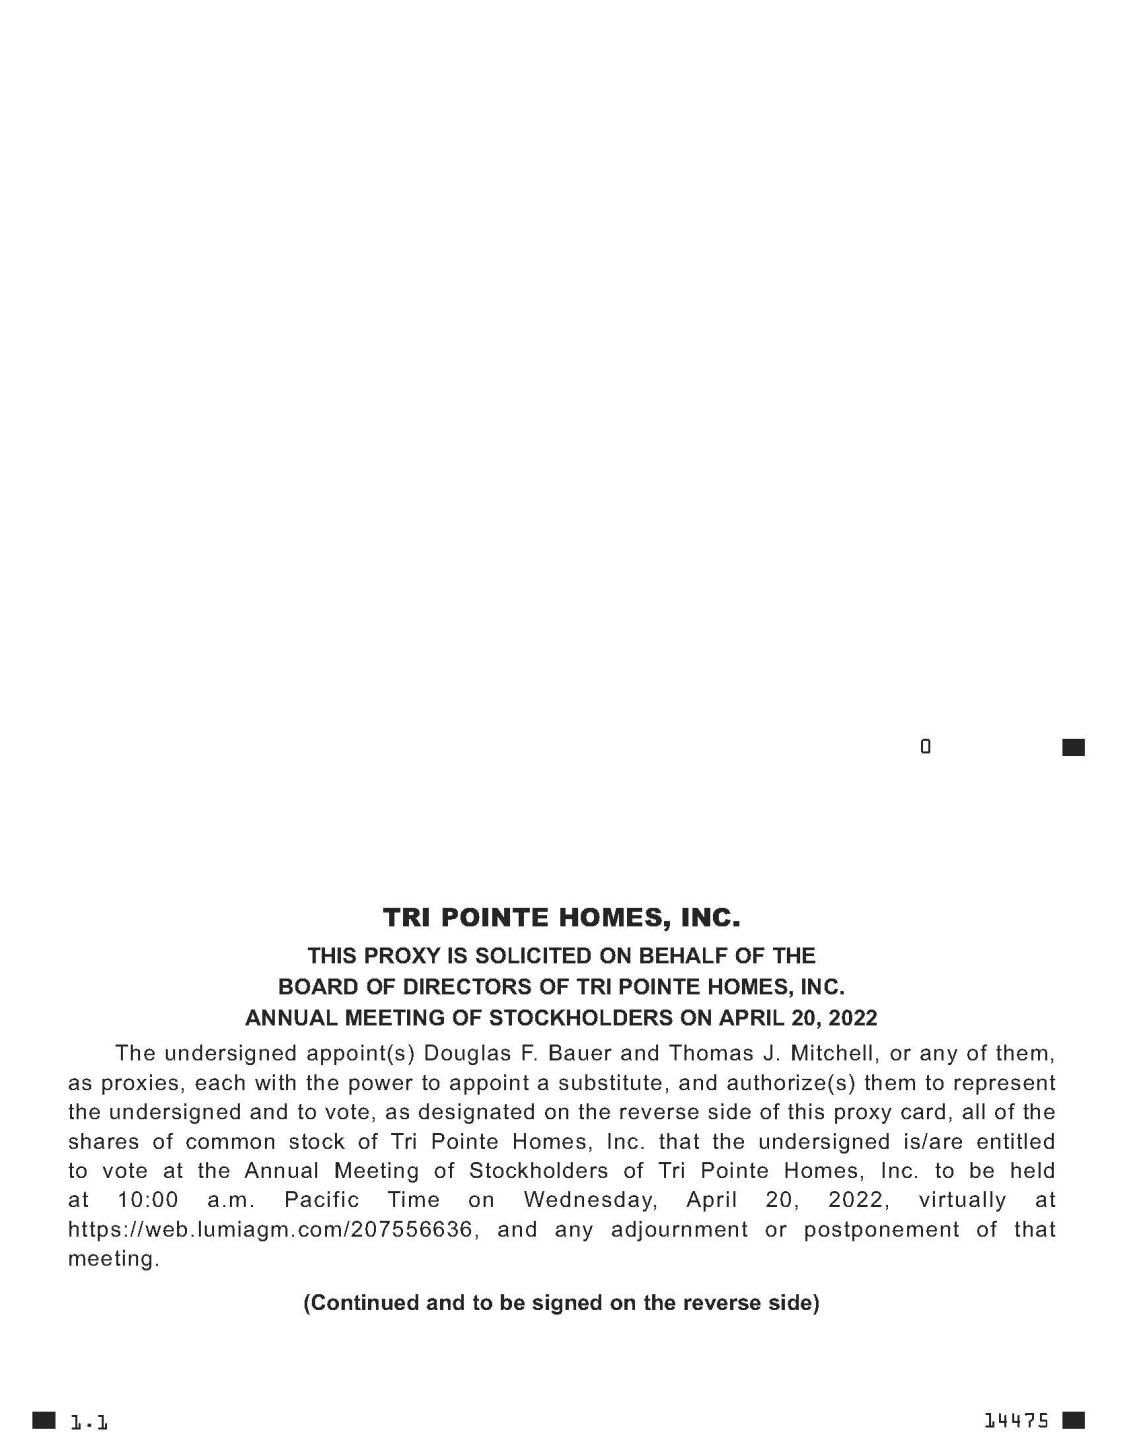 0
TRI POINTE HOMES, INC.
THIS PROXY IS SOLICITED ON BEHALF OF THE
BOARD OF DIRECTORS OF TRI POINTE HOMES, INC.
ANNUAL MEETING OF STOCKHOLDERS ON APRIL 20, 2022
The undersigned appoint(s) Douglas F. Bauer and Thomas J. Mitchell, or any of them,
as proxies, each with the power to appoint a substitute, and authorize(s) them to represent
the undersigned and to vote, as designated on the reverse side of this proxy card, all of the
shares of common stock of Tri Pointe Homes, Inc. that the undersigned is/are entitled
to vote at the Annual Meeting of Stockholders of Tri Pointe Homes, Inc. to be held
at 10:00 a.m. Pacific Time on Wednesday, April 20, 2022, virtually at
https://web.lumiagm.com/207556636, and any adjournment or postponement of that
meeting.
(Continued and to be signed on the reverse side)
1.1
14475